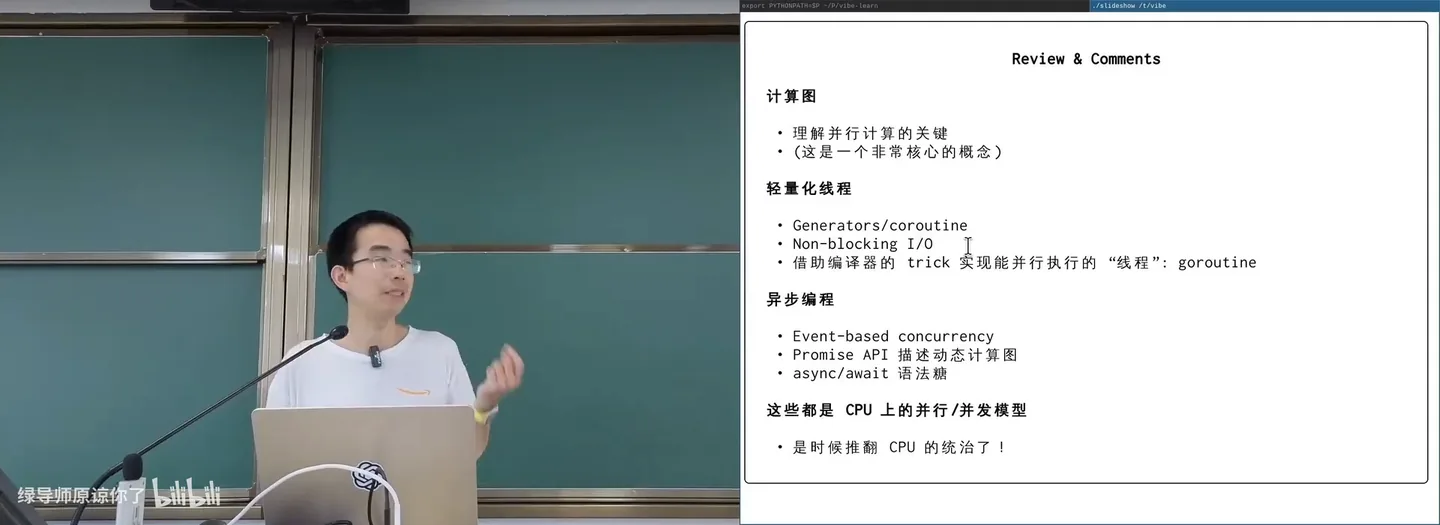 export PYTHONPATH=$P ~/P/vibe-learn
./slideshow /t/vibe
Review & Comments
计算图
• 理解并行计算的关键
• (这是一个非常核心的概念)
轻量化线程
• Generators/coroutine
• Non-blocking I/O
• 借助编译器的 trick 实现能并行执行的 “线程”: goroutine
异步编程
• Event-based concurrency
• Promise API 描述动态计算图
• async/await 语法糖
这些都是 CPU 上的并行/并发模型
• 是时候推翻 CPU 的统治了!
绿导师原谅你了 bilibili